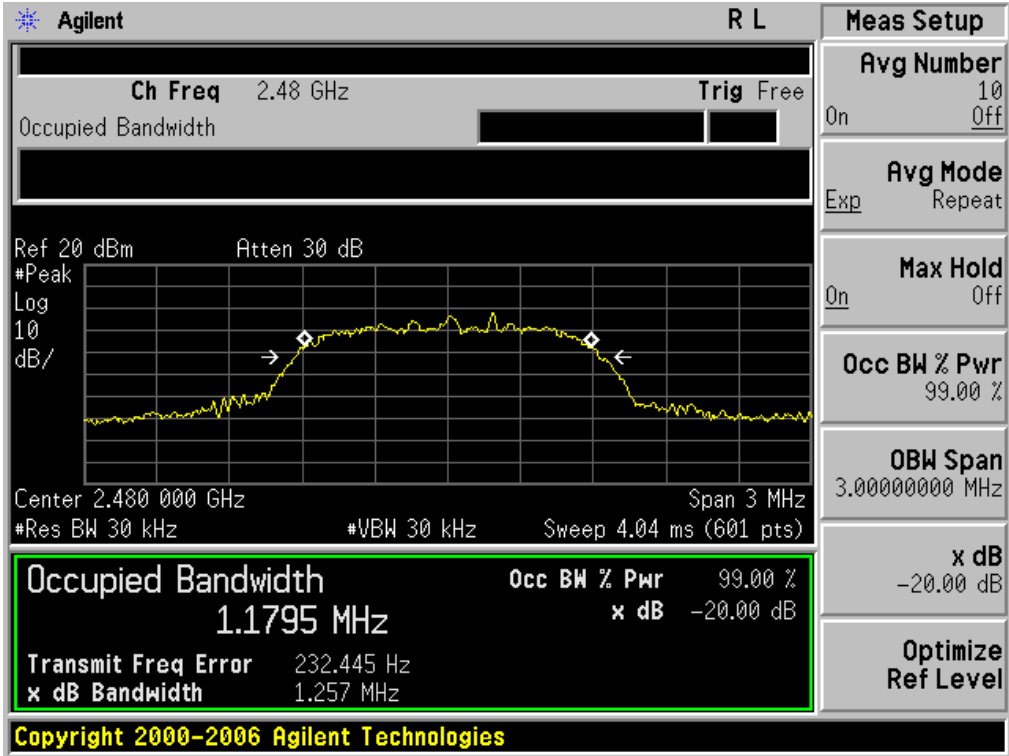 Agilent R L Meas Setup
Ch Freq 2.48 GHz Trig Free
Occupied Bandwidth
Ref 20 dBm Atten 30 dB
#Peak
Log
10
dB/
Center 2.480 000 GHz Span 3 MHz
#Res BW 30 kHz #VBW 30 kHz Sweep 4.04 ms (601 pts)
Occupied Bandwidth Occ BW % Pwr 99.00 %
1.1795 MHz x dB -20.00 dB
Transmit Freq Error 232.445 Hz
x dB Bandwidth 1.257 MHz
Avg Number
10
On Off
Avg Mode
Exp Repeat
Max Hold
On Off
Occ BW % Pwr
99.00 %
OBW Span
3.00000000 MHz
x dB
-20.00 dB
Optimize
Ref Level
Copyright 2000-2006 Agilent Technologies